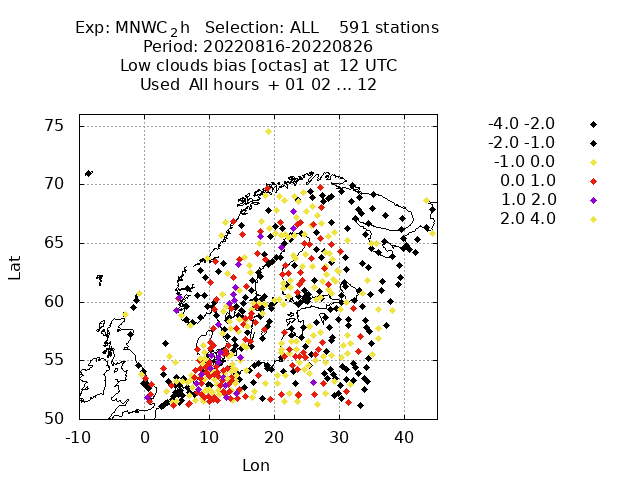 Exp: MNWC_2h   Selection: ALL    591 stations
Period: 20220816-20220826
Low clouds bias [octas] at  12 UTC
Used  All hours  + 01 02 ... 12
-4.0 -2.0
-2.0 -1.0
-1.0 0.0
0.0 1.0
1.0 2.0
2.0 4.0
75
70
65
60
55
50
Lat
-10 0 10 20 30 40
Lon